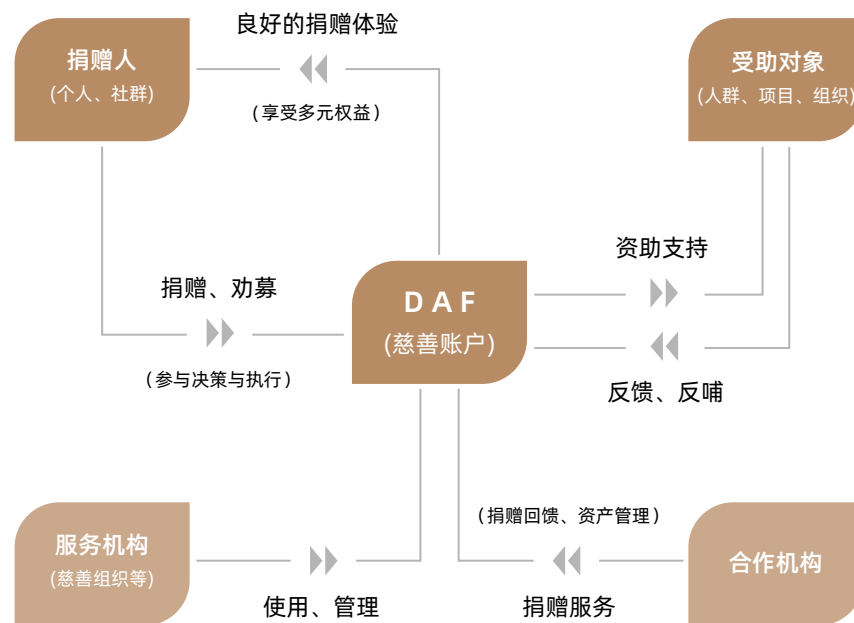 良好的捐赠体验
捐赠人
(个人、社群)
(享受多元权益)
受助对象
(人群、项目、组织)
资助支持
捐赠、劝募
DAF
(慈善账户)
(参与决策与执行)
反馈、反哺
(捐赠回馈、资产管理)
服务机构
(慈善组织等)
合作机构
使用、管理
捐赠服务